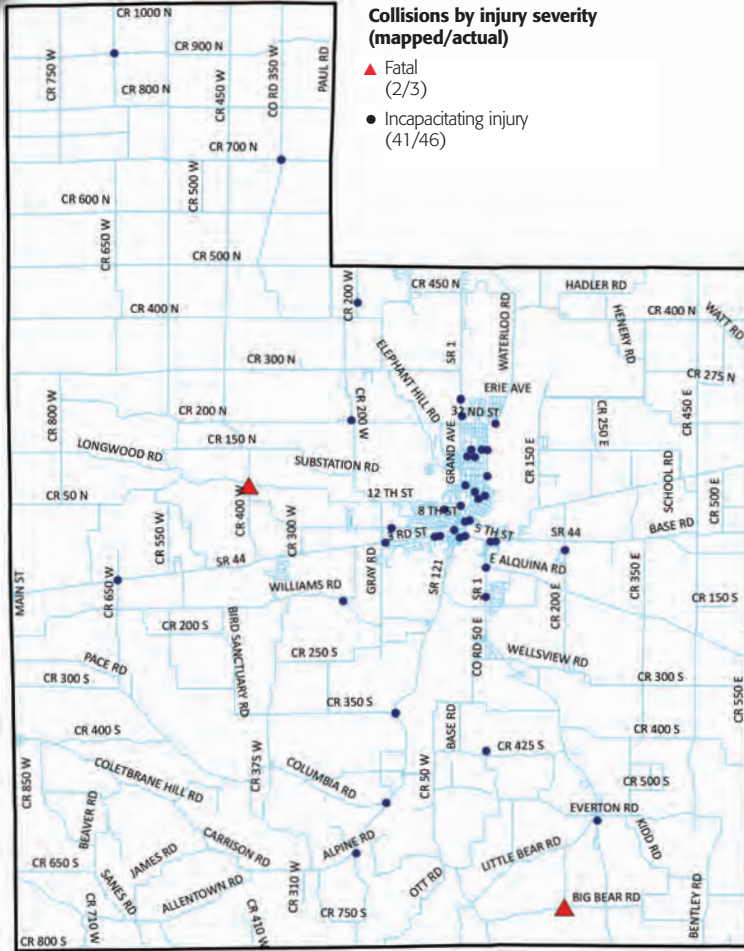 Collisions by injury severity
(mapped/actual)
Fatal
(2/3)
Incapacitating injury
(41/46)
CR 1000 N
CR 900 N
CR 750 W
CR 800 N
CR 450 W
CO RD 350 W
PAUL RD
CR 700 N
CR 500 W
CR 600 N
CR 650 W
CR 500 N
CR 200 W
CR 450 N
HADLER RD
CR 400 N
CR 400 N
WATT RD
HENERY RD
WATERLOO RD
SR 1
ELEPHANT HILL RD
CR 300 N
CR 275 N
ERIE AVE
CR 800 W
CR 200 N
CR 200 W
32 ND ST
CR 250 E
CR 450 E
GRAND AVE
CR 150 N
LONGWOOD RD
SUBSTATION RD
CR 150 E
SCHOOL RD
CR 50 N
12 TH ST
CR 500 E
CR 400 W
8 TH ST
BASE RD
CR 550 W
CR 300 W
3 RD ST
5 TH ST
SR 44
SR 44
GRAY RD
E ALQUINA RD
CR 350 E
MAIN ST
CR 650 W
WILLIAMS RD
SR 121
SR 1
CR 200 E
CR 150 S
CR 200 S
BIRD SANCTUARY RD
CO RD 50 E
CR 250 S
WELLSVIEW RD
PACE RD
CR 300 S
CR 300 S
CR 550 E
CR 350 S
BASE RD
CR 400 S
CR 400 S
CR 425 S
CR 375 W
CR 850 W
COLETBRANE HILL RD
COLUMBIA RD
CR 50 W
CR 500 S
BEAVER RD
EVERTON RD
KIDD RD
CARRISON RD
ALPINE RD
LITTLE BEAR RD
JAMES RD
CR 650 S
SANES RD
ALLENTOWN RD
CR 310 W
OTT RD
BIG BEAR RD
BENTLEY RD
CR 710 W
CR 410 W
CR 750 S
CR 800 S